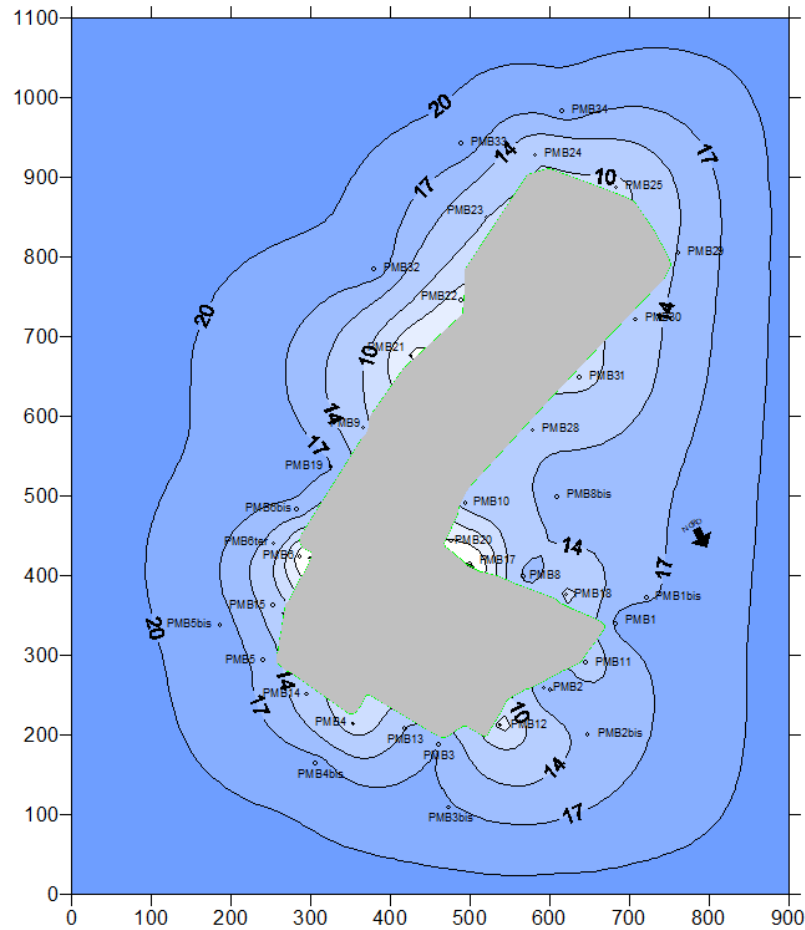 1100
1000
900
800
700
600
500
400
300
200
100
0
0 100 200 300 400 500 600 700 800 900
20
PMB34
PMB33
14
17
PMB24
17
10
PMB25
PMB23
PMB29
PMB32
20
PMB22
14
PMB30
10
PMB21
PMB31
14
PMB9
PMB28
17
PMB19
PMB6bis
PMB10
PMB8bis
NORD
PMB6ter
PMB20
14
PMB6
PMB17
PMB8
17
PMB15
PMB18
PMB1bis
20
PMB5bis
PMB1
PMB5
PMB11
14
PMB14
PMB2
17
PMB4
10
PMB12
PMB13
PMB2bis
PMB3
PMB4bis
14
PMB3bis
17